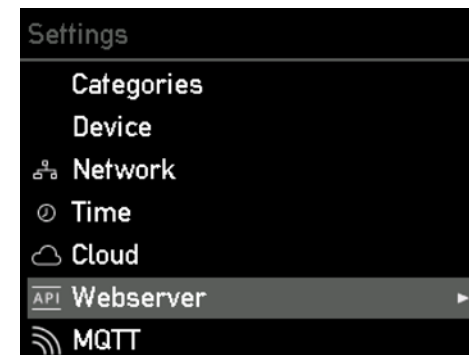 Settings
Categories
Device
Network
Time
Cloud
API Webserver
MQTT